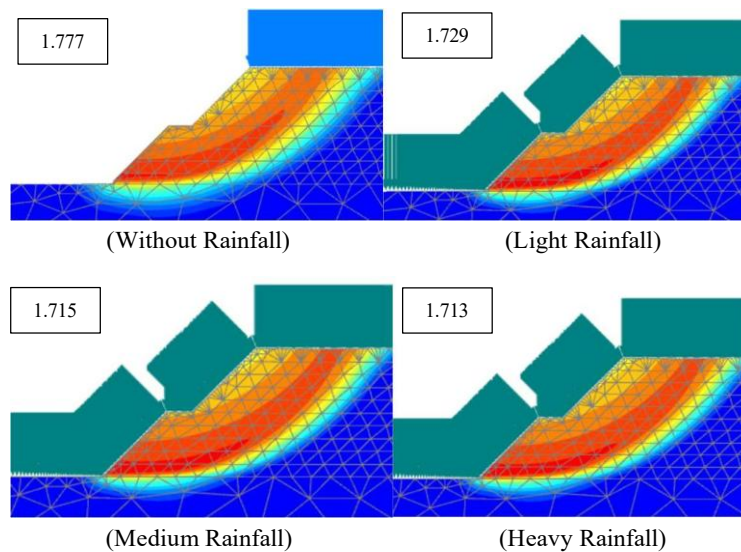 1.777
1.729
(Without Rainfall)
(Light Rainfall)
1.715
1.713
(Medium Rainfall)
(Heavy Rainfall)